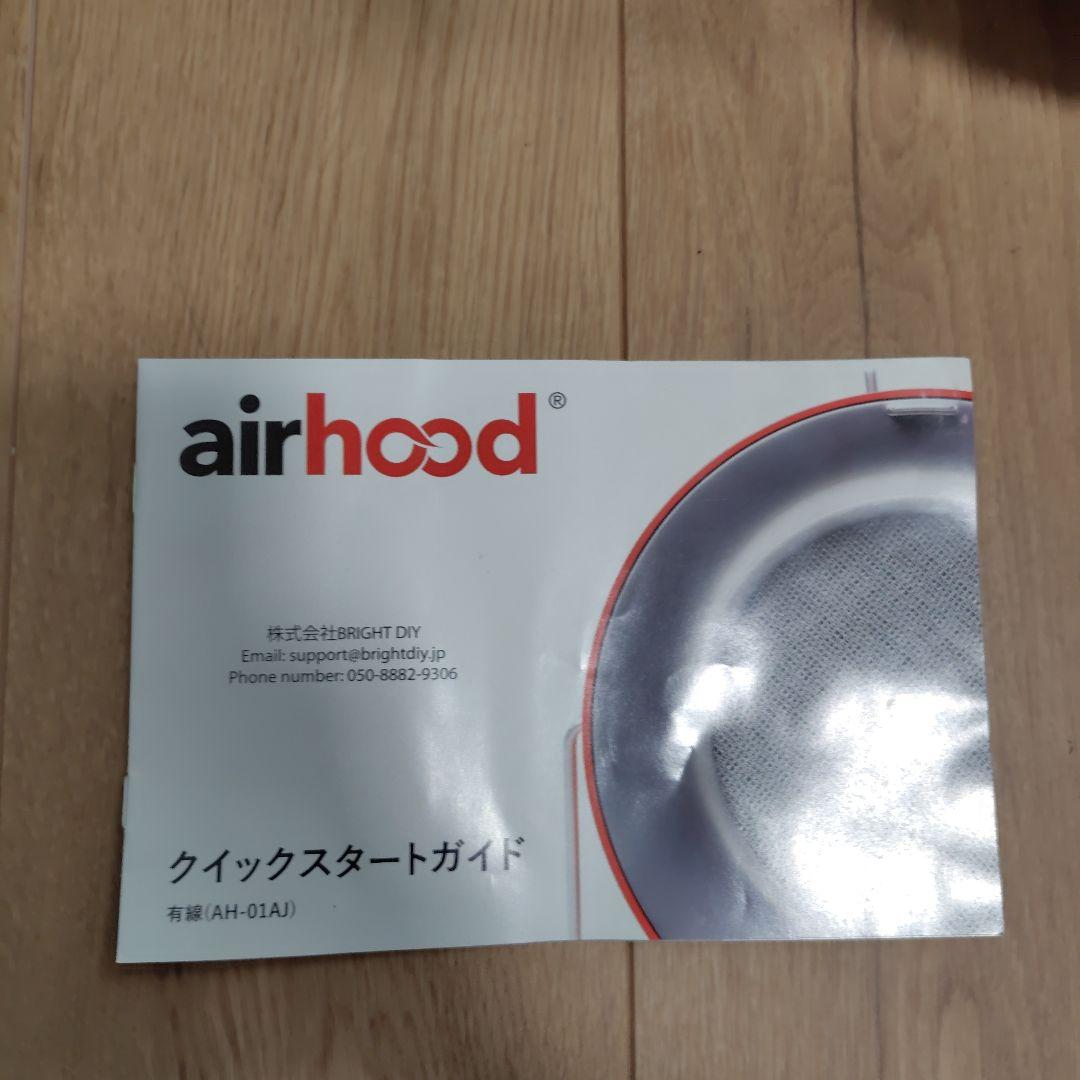 airhood®
株式会社BRIGHT DIY
Email: support@brightdiy.jp
Phone number: 050-8882-9306
クイックスタートガイド
有線(AH-01AJ)